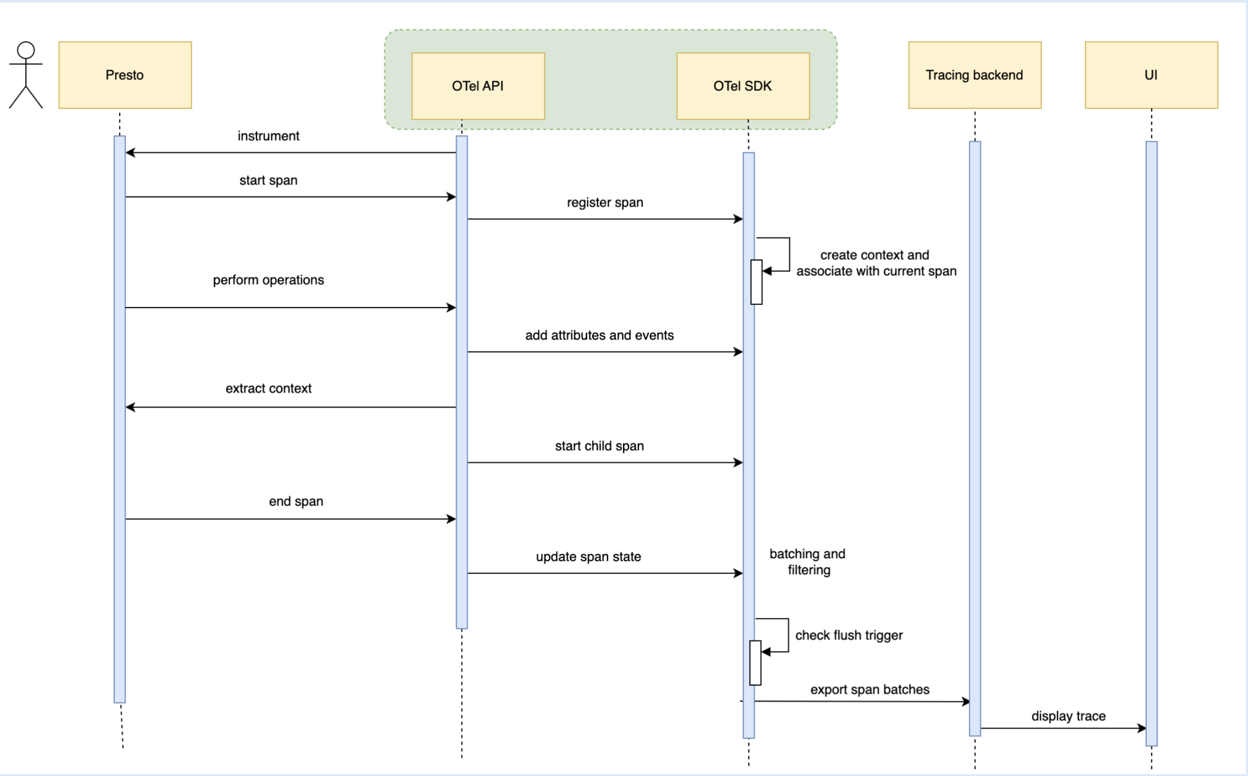 Presto
OTel API
OTel SDK
Tracing backend
UI
instrument
start span
register span
create context and
associate with current span
perform operations
add attributes and events
extract context
start child span
end span
update span state
batching and
filtering
check flush trigger
export span batches
display trace